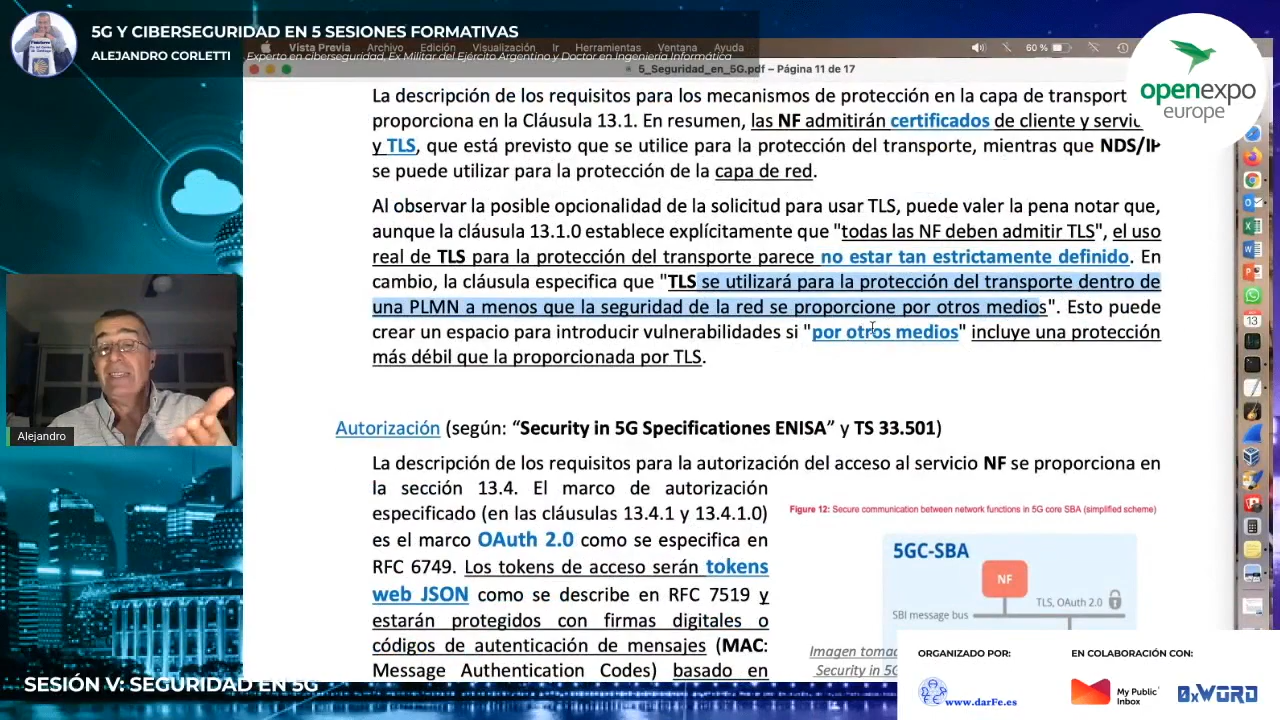 5G Y CIBERSEGURIDAD EN 5 SESIONES FORMATIVAS
ALEJANDRO CORLETTI Experto en ciberseguridad, Ex Militar del Ejército Argentino y Doctor en Ingeniería Informática
Vista Previa Archivo Edición Visualización Ir Herramientas Ventana Ayuda
60 %
5_Seguridad_en_5G.pdf – Página 11 de 17
openexpo
europe
La descripción de los requisitos para los mecanismos de protección en la capa de transport
proporciona en la Cláusula 13.1. En resumen, las NF admitirán certificados de cliente y servic
y TLS, que está previsto que se utilice para la protección del transporte, mientras que NDS/IP
se puede utilizar para la protección de la capa de red.
Al observar la posible opcionalidad de la solicitud para usar TLS, puede valer la pena notar que,
aunque la cláusula 13.1.0 establece explícitamente que "todas las NF deben admitir TLS", el uso
real de TLS para la protección del transporte parece no estar tan estrictamente definido. En
cambio, la cláusula especifica que "TLS se utilizará para la protección del transporte dentro de
una PLMN a menos que la seguridad de la red se proporcione por otros medios". Esto puede
crear un espacio para introducir vulnerabilidades si "por otros medios" incluye una protección
más débil que la proporcionada por TLS.
Autorización (según: “Security in 5G Specificationes ENISA” y TS 33.501)
La descripción de los requisitos para la autorización del acceso al servicio NF se proporciona en
la sección 13.4. El marco de autorización
especificado (en las cláusulas 13.4.1 y 13.4.1.0)
es el marco OAuth 2.0 como se especifica en
RFC 6749. Los tokens de acceso serán tokens
web JSON como se describe en RFC 7519 y
estarán protegidos con firmas digitales o
códigos de autenticación de mensajes (MAC:
Message Authentication Codes) basado en
Figure 12: Secure communication between network functions in 5G core SBA (simplified scheme)
5GC-SBA
NF
TLS, OAuth 2.0
SBI message bus
Imagen tomad
Security in 5G
13
Alejandro
SESIÓN V: SEGURIDAD EN 5G
ORGANIZADO POR:
www.darFe.es
EN COLABORACIÓN CON:
My Public
Inbox
0xWORD